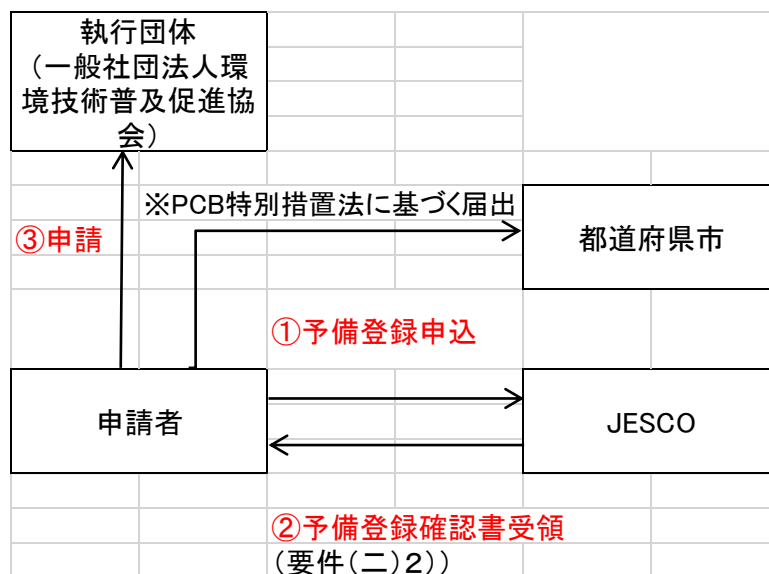 執行団体
（一般社団法人環
境技術普及促進協
会）
※PCB特別措置法に基づく届出
③申請
都道府県市
①予備登録申込
申請者
JESCO
②予備登録確認書受領
（要件（二）２））